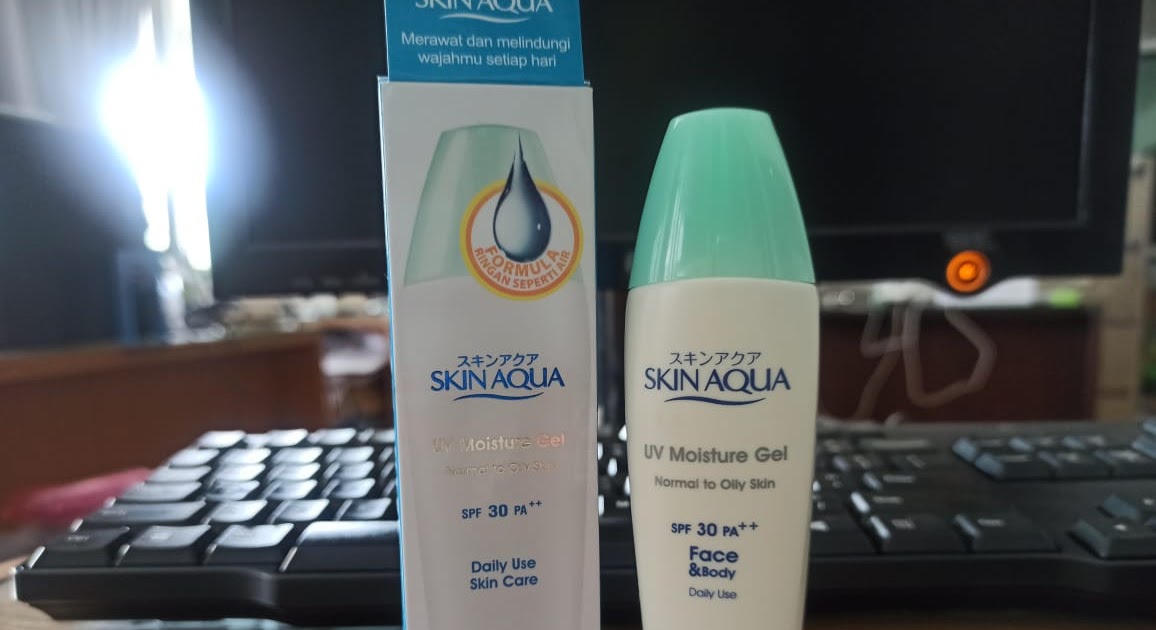 SKIN AQUA
Merawat dan melindungi
wajahmu setiap hari
FORMULA
RINGAN SEPERTI AIR
スキンアクア
SKIN AQUA
UV Moisture Gel
Normal to Oily Skin
SPF 30 PA++
Daily Use
Skin Care
スキンアクア
SKIN AQUA
UV Moisture Gel
Normal to Oily Skin
SPF 30 PA++
Face
&Body
Daily Use